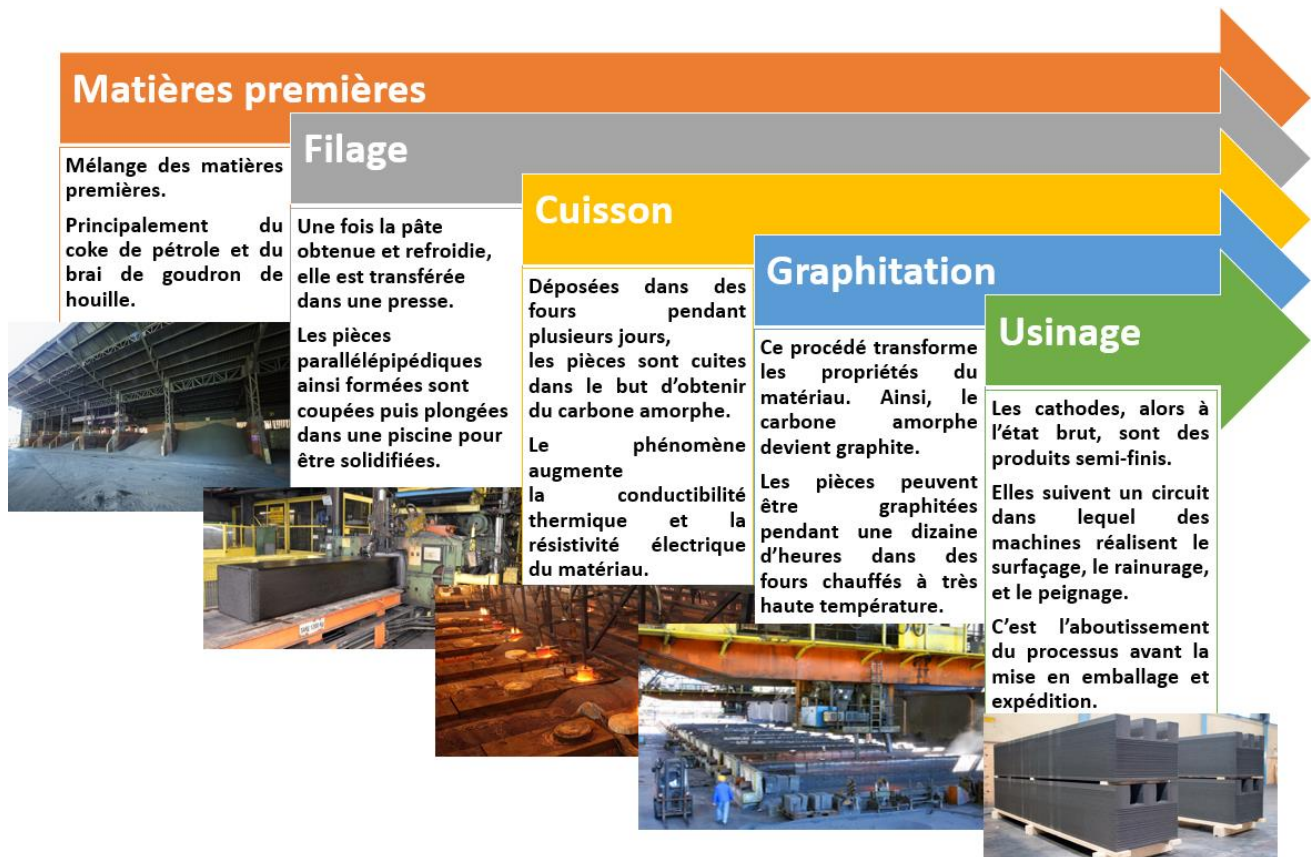 Matières premières
Mélange des matières
premières.
Principalement du
coke de pétrole et du
brai de goudron de
houille.
Filage
Une fois la pâte
obtenue et refroidie,
elle est transférée
dans une presse.
Les pièces
parallélépipédiques
ainsi formées sont
coupées puis plongées
dans une piscine pour
être solidifiées.
Cuisson
Déposées dans des
fours pendant
plusieurs jours,
les pièces sont cuites
dans le but d’obtenir
du carbone amorphe.
Le phénomène
augmente
la conductibilité
thermique et la
résistivité électrique
du matériau.
Graphitation
Ce procédé transforme
les propriétés du
matériau. Ainsi, le
carbone amorphe
devient graphite.
Les pièces peuvent
être graphitées
pendant une dizaine
d’heures dans des
fours chauffés à très
haute température.
Usinage
Les cathodes, alors à
l’état brut, sont des
produits semi-finis.
Elles suivent un circuit
dans lequel des
machines réalisent le
surfaçage, le rainurage,
et le peignage.
C’est l’aboutissement
du processus avant la
mise en emballage et
expédition.